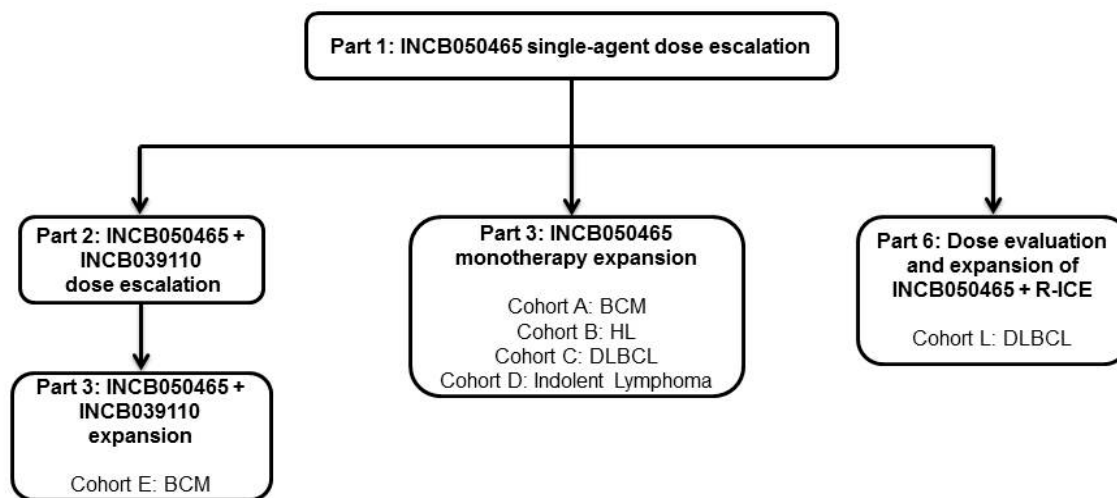 Part 1: INCB050465 single-agent dose escalation
Part 2: INCB050465 +
INCB039110
dose escalation
Part 3: INCB050465 +
INCB039110
expansion
Cohort E: BCM
Part 3: INCB050465
monotherapy expansion
Cohort A: BCM
Cohort B: HL
Cohort C: DLBCL
Cohort D: Indolent Lymphoma
Part 6: Dose evaluation
and expansion of
INCB050465 + R-ICE
Cohort L: DLBCL